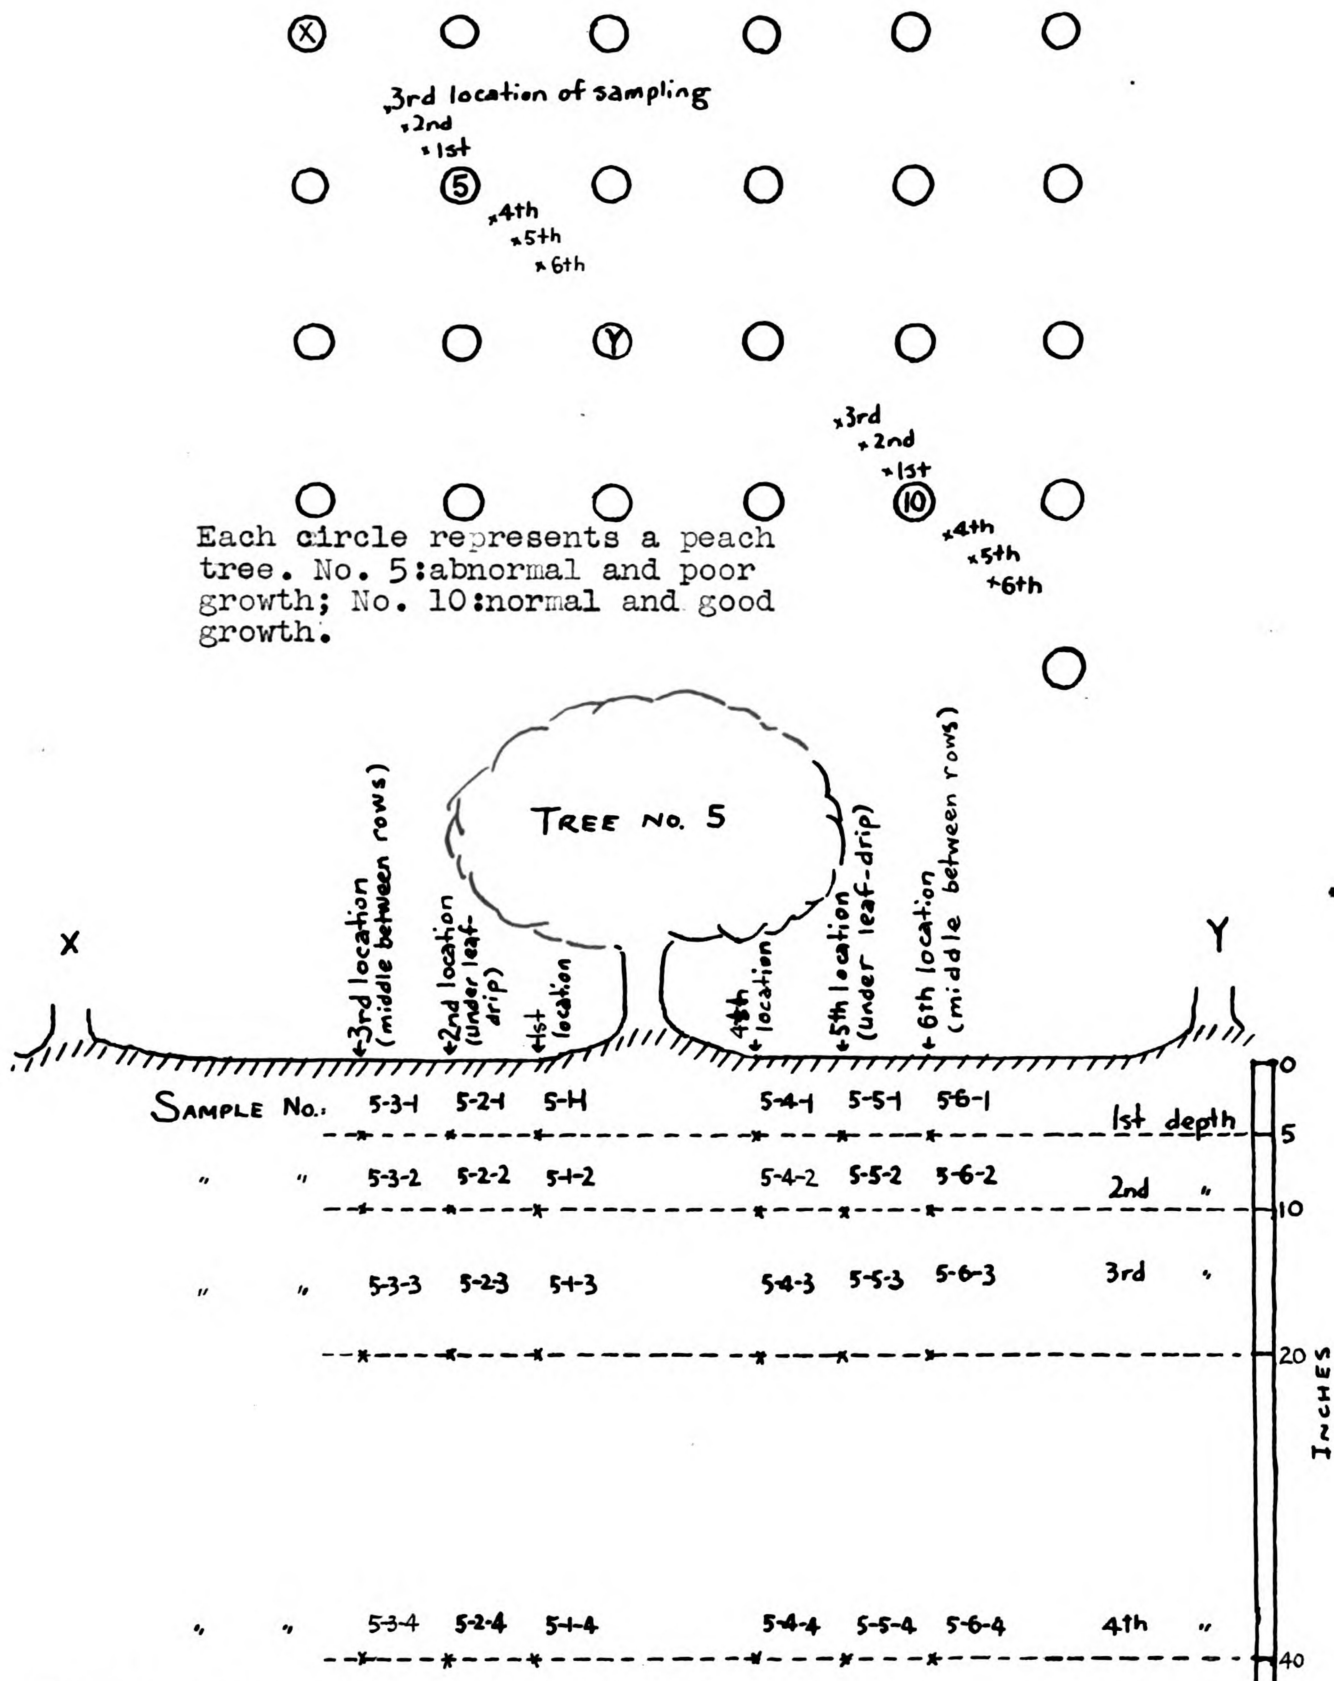 X
3rd location of sampling
2nd
1st
5
4th
5th
6th
Y
3rd
2nd
1st
10
4th
5th
6th
Each circle represents a peach
tree. No. 5:abnormal and poor
growth; No. 10:normal and good
growth.
TREE NO. 5
X
3rd location
(middle between rows)
2nd location
(under leaf-
drip)
1st
location
4th
location
5th location
(under leaf-drip)
6th location
(middle between rows)
Y
0
SAMPLE NO.: 5-3-1 5-2-1 5-1-1 5-4-1 5-5-1 5-6-1 1st depth
5
" " 5-3-2 5-2-2 5-1-2 5-4-2 5-5-2 5-6-2 2nd "
10
" " 5-3-3 5-2-3 5-1-3 5-4-3 5-5-3 5-6-3 3rd "
20
INCHES
" " 5-3-4 5-2-4 5-1-4 5-4-4 5-5-4 5-6-4 4th "
40